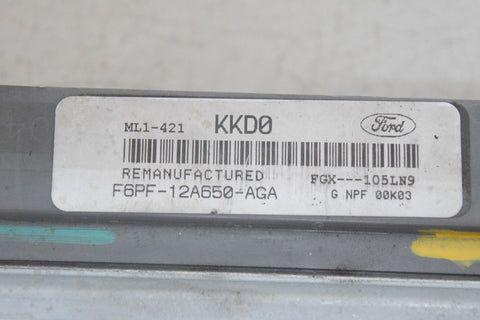 ML1-421 KKD0 Ford
REMANUFACTURED FGX---105LN9
F6PF-12A650-AGA G NPF 00K03